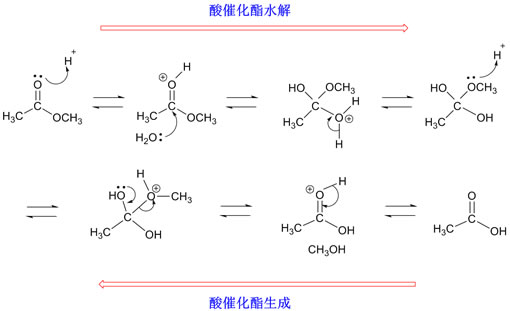 酸催化酯水解
H+ H H+
O O HO OCH3 HO OCH3
H3C OCH3 H3C OCH3 H3C O H H3C OH
H2O: H
H H O
HO O CH3 O
H3C OH H3C OH H3C OH
CH3OH
酸催化酯生成